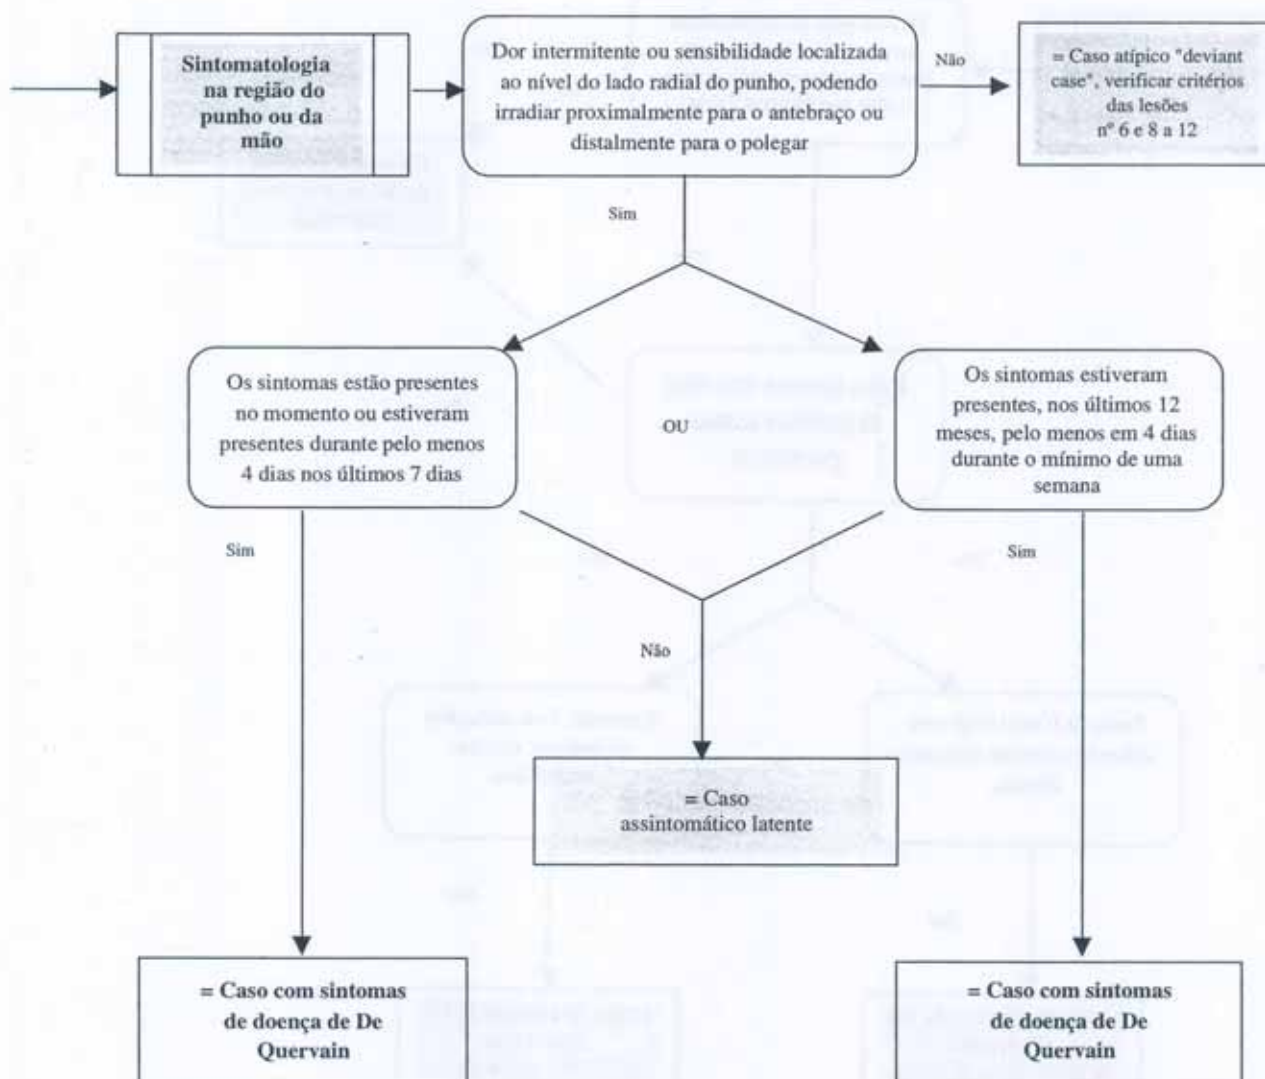 Sintomatologia
na região do
punho ou da
mão
Dor intermitente ou sensibilidade localizada
ao nível do lado radial do punho, podendo
irradiar proximalmente para o antebraço ou
distalmente para o polegar
Não
= Caso atípico "deviant
case", verificar critérios
das lesões
nº 6 e 8 a 12
Sim
Os sintomas estão presentes
no momento ou estiveram
presentes durante pelo menos
4 dias nos últimos 7 dias
OU
Os sintomas estiveram
presentes, nos últimos 12
meses, pelo menos em 4 dias
durante o mínimo de uma
semana
Sim
Sim
Não
= Caso
assintomático latente
= Caso com sintomas
de doença de De
Quervain
= Caso com sintomas
de doença de De
Quervain